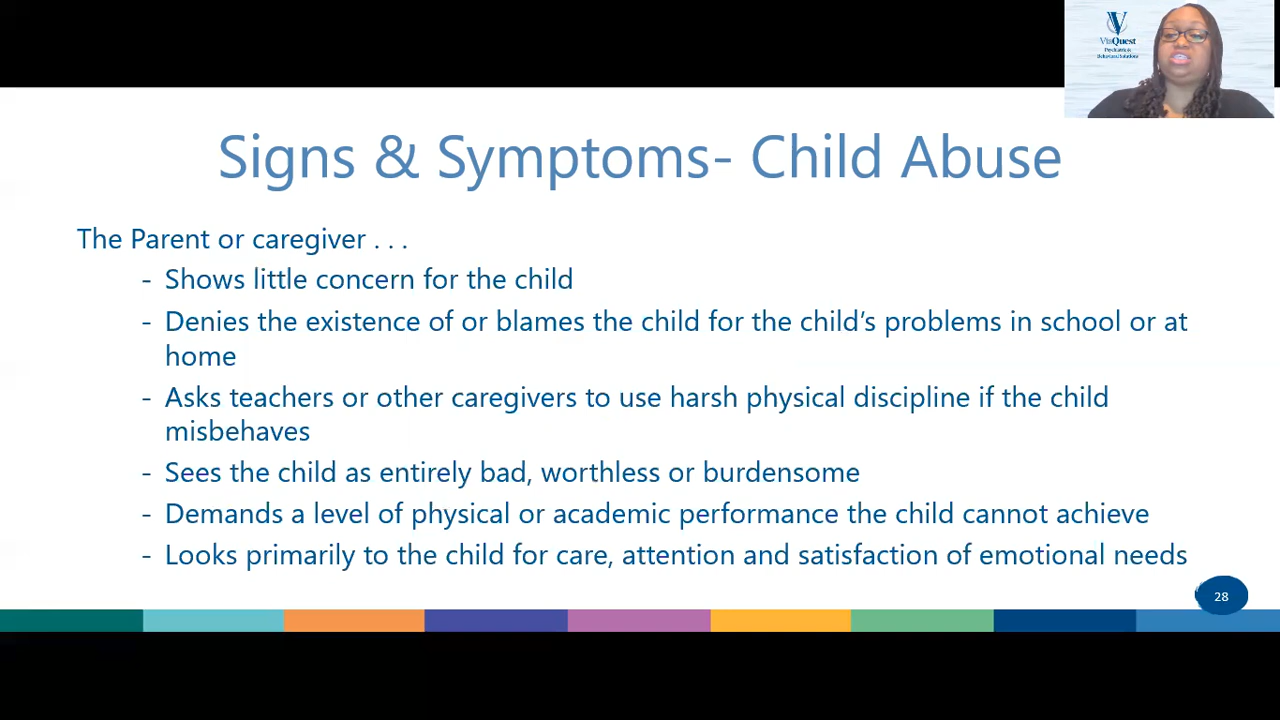 ViaQuest
Psychiatric &
Behavioral Solutions
Signs & Symptoms- Child Abuse
The Parent or caregiver . . .
- Shows little concern for the child
- Denies the existence of or blames the child for the child’s problems in school or at
home
- Asks teachers or other caregivers to use harsh physical discipline if the child
misbehaves
- Sees the child as entirely bad, worthless or burdensome
- Demands a level of physical or academic performance the child cannot achieve
- Looks primarily to the child for care, attention and satisfaction of emotional needs
28